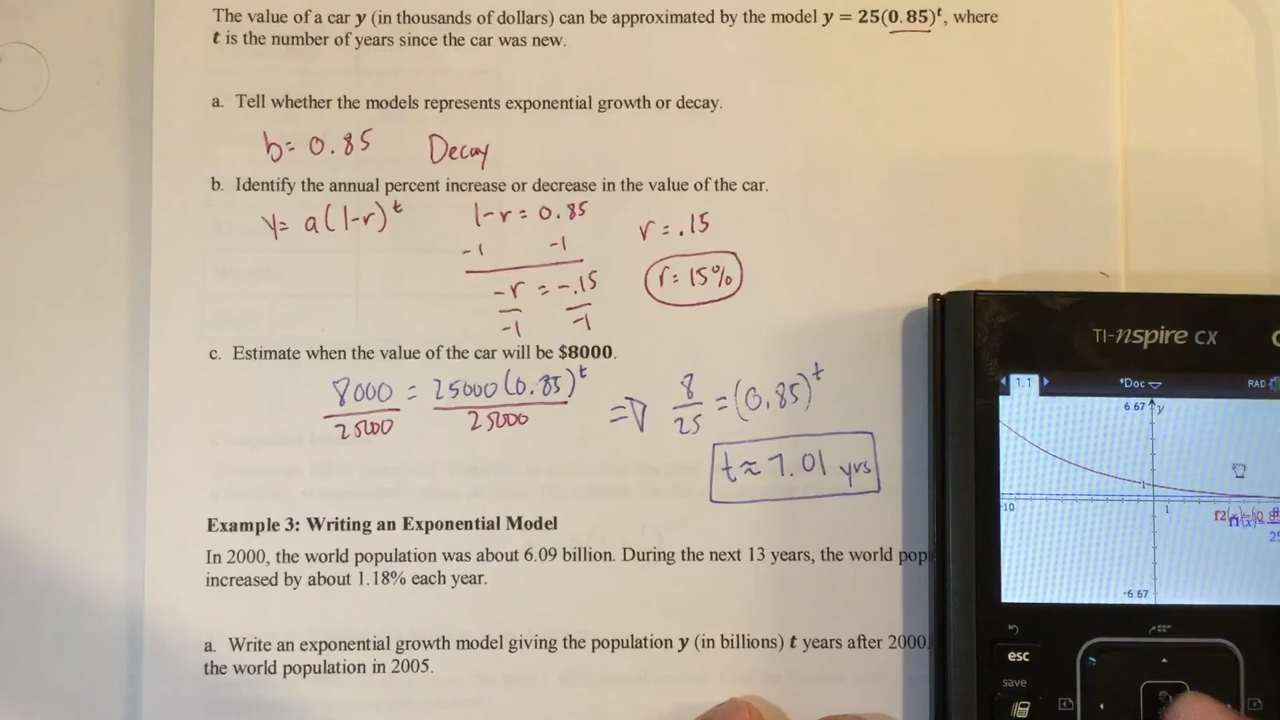 The value of a car y (in thousands of dollars) can be approximated by the model y = 25(0.85)^t, where
t is the number of years since the car was new.
a. Tell whether the models represents exponential growth or decay.
b = 0.85 Decay
b. Identify the annual percent increase or decrease in the value of the car.
y = a(1-r)^t 1-r = 0.85 r = .15
-1 -1
-r = -.15 r = 15%
-1 -1
c. Estimate when the value of the car will be $8000.
8000 = 25000(0.85)^t => 8/25 = (0.85)^t
25000 25000
t ≈ 7.01 yrs
Example 3: Writing an Exponential Model
In 2000, the world population was about 6.09 billion. During the next 13 years, the world
increased by about 1.18% each year.
a. Write an exponential growth model giving the population y (in billions) t years after 2000
the world population in 2005.
TI-nspire CX
1.1 *Doc RAD
6.67 y
1
-10 1
-6.67
esc
save